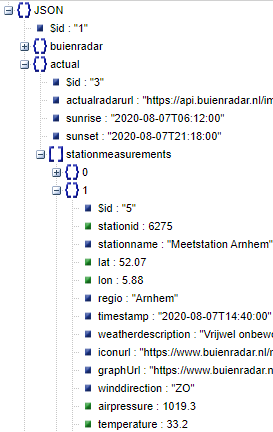 JSON
$id : "1"
buienradar
actual
$id : "3"
actualradarurl : "https://api.buienradar.nl/im
sunrise : "2020-08-07T06:12:00"
sunset : "2020-08-07T21:18:00"
stationmeasurements
0
1
$id : "5"
stationid : 6275
stationname : "Meetstation Arnhem"
lat : 52.07
lon : 5.88
regio : "Arnhem"
timestamp : "2020-08-07T14:40:00"
weatherdescription : "Vrijwel onbewo
iconurl : "https://www.buienradar.nl/r
graphUrl : "https://www.buienradar.nl/
winddirection : "ZO"
airpressure : 1019.3
temperature : 33.2